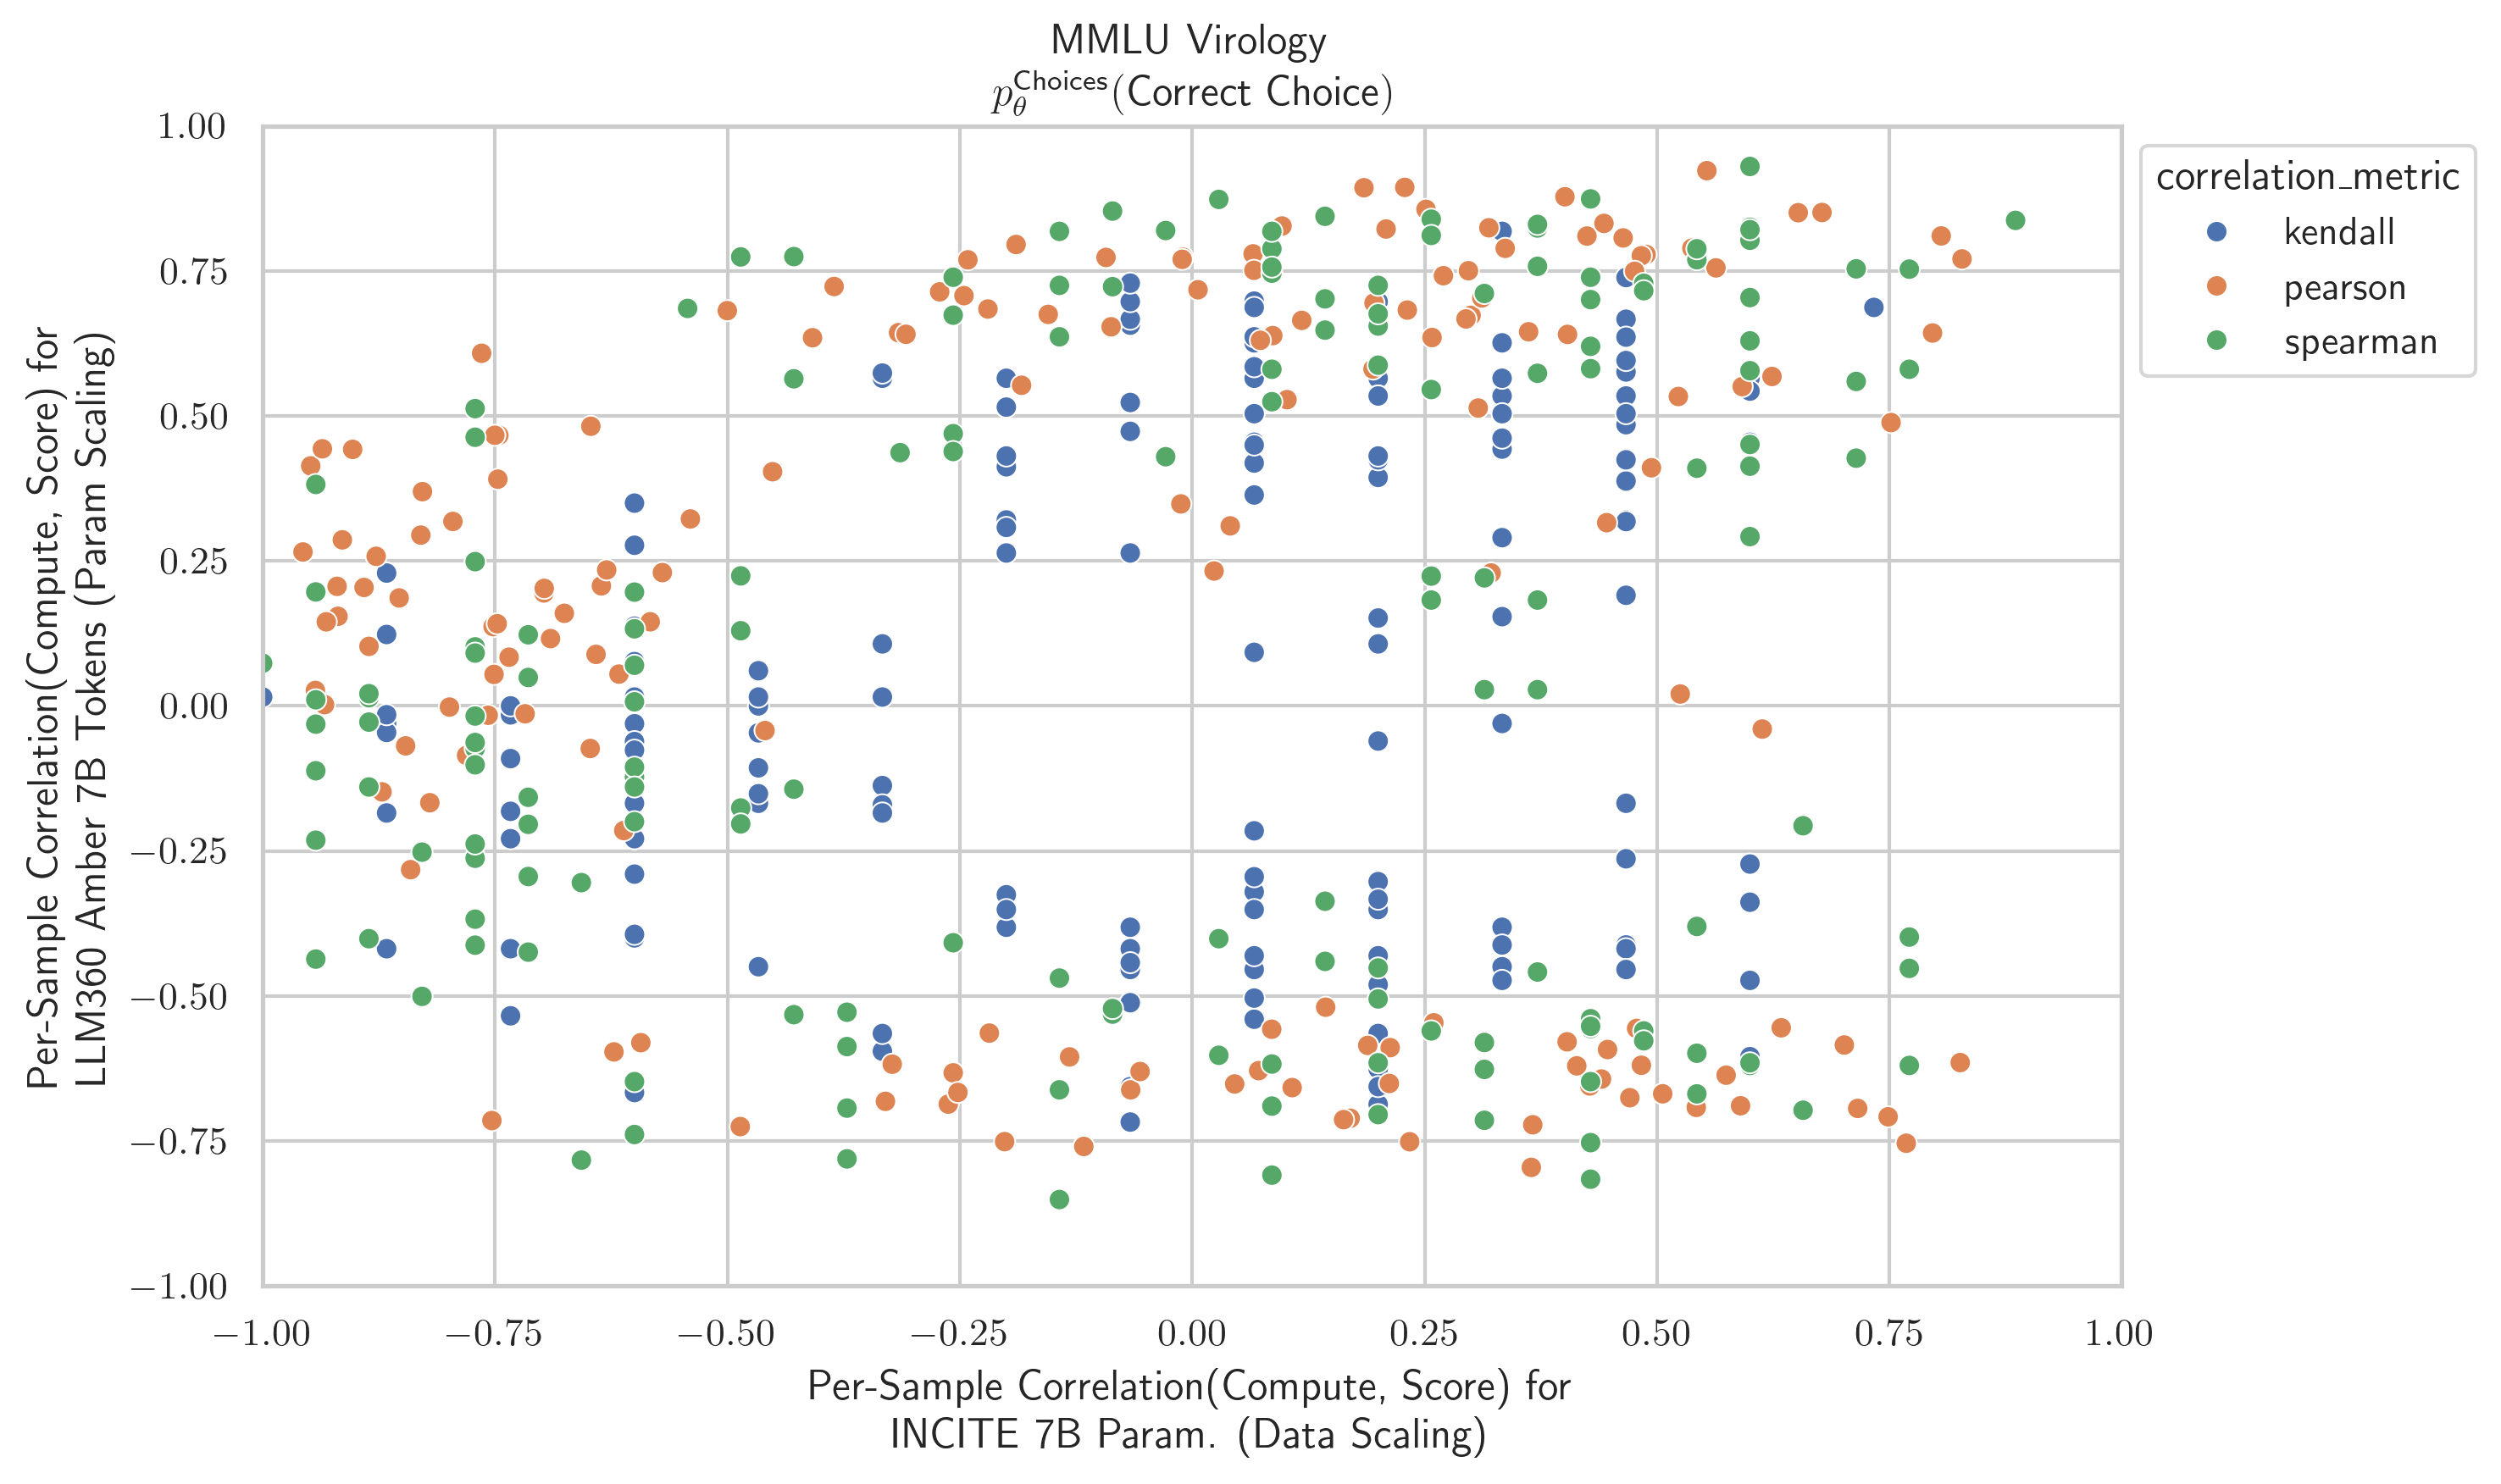 MMLU Virology
p_θ^Choices(Correct Choice)
1.00
0.75
0.50
0.25
0.00
−0.25
−0.50
−0.75
−1.00
Per-Sample Correlation(Compute, Score) for
LLM360 Amber 7B Tokens (Param Scaling)
−1.00 −0.75 −0.50 −0.25 0.00 0.25 0.50 0.75 1.00
Per-Sample Correlation(Compute, Score) for
INCITE 7B Param. (Data Scaling)
correlation_metric
kendall
pearson
spearman